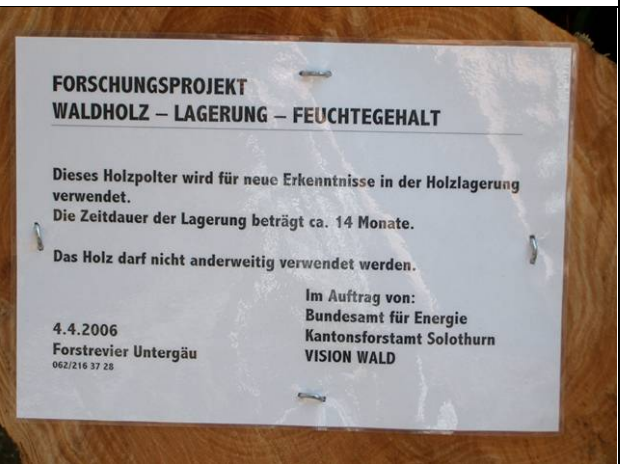 FORSCHUNGSPROJEKT
WALDHOLZ – LAGERUNG – FEUCHTEGEHALT
Dieses Holzpolter wird für neue Erkenntnisse in der Holzlagerung
verwendet.
Die Zeitdauer der Lagerung beträgt ca. 14 Monate.
Das Holz darf nicht anderweitig verwendet werden.
Im Auftrag von:
Bundesamt für Energie
Kantonsforstamt Solothurn
VISION WALD
4.4.2006
Forstrevier Untergäu
062/216 37 28